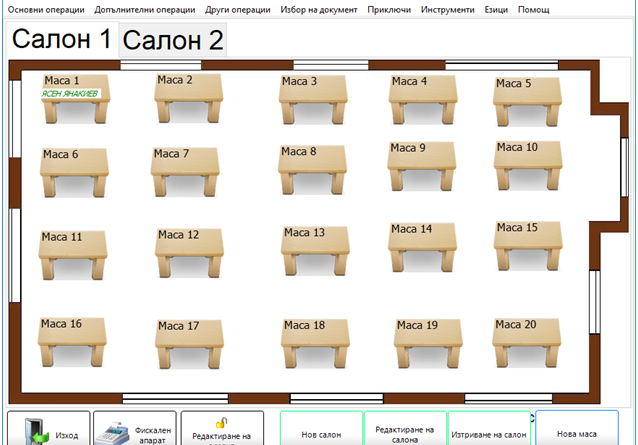 Основни операции Допълнителни операции Други операции Избор на документ Приключи Инструменти Езици Помощ
Салон 1 Салон 2
Маса 1 Маса 2 Маса 3 Маса 4 Маса 5
ЯСЕН ЯНАКИЕВ
Маса 6 Маса 7 Маса 8 Маса 9 Маса 10
Маса 11 Маса 12 Маса 13 Маса 14 Маса 15
Маса 16 Маса 17 Маса 18 Маса 19 Маса 20
Изход Фискален апарат Редактиране на Нов салон Редактиране на салона Изтриване на салон Нова маса